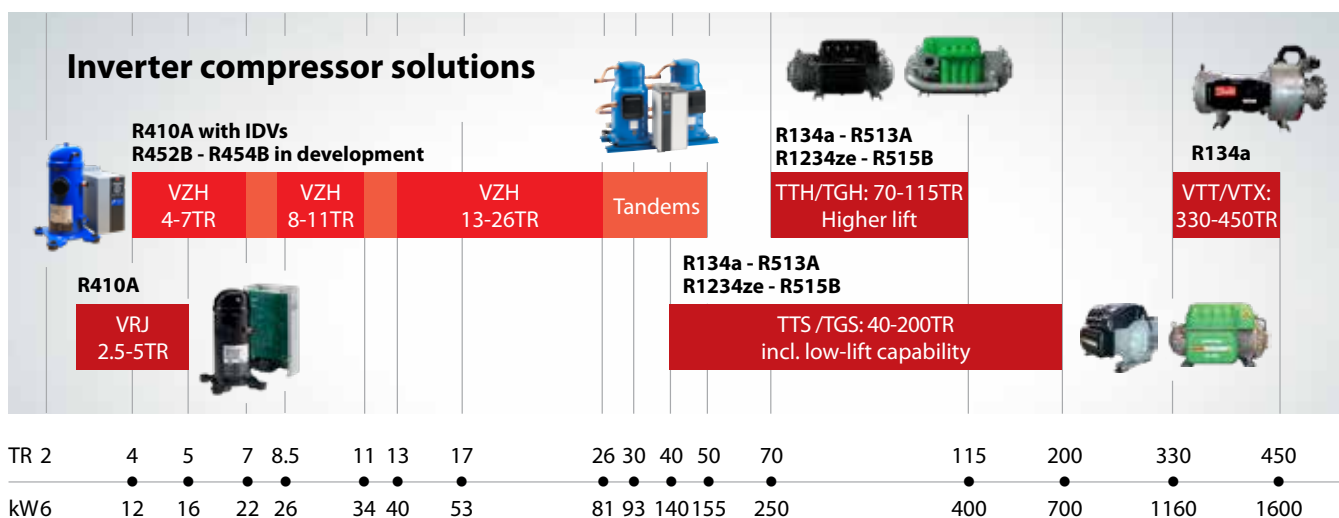 Inverter compressor solutions
R410A with IDVs
R452B - R454B in development
VZH
4-7TR
VZH
8-11TR
VZH
13-26TR
Tandems
R134a - R513A
R1234ze - R515B
TTH/TGH: 70-115TR
Higher lift
R134a
VTT/VTX:
330-450TR
R410A
VRJ
2.5-5TR
R134a - R513A
R1234ze - R515B
TTS /TGS: 40-200TR
incl. low-lift capability
TR 2 4 5 7 8.5 11 13 17 26 30 40 50 70 115 200 330 450
kW6 12 16 22 26 34 40 53 81 93 140 155 250 400 700 1160 1600